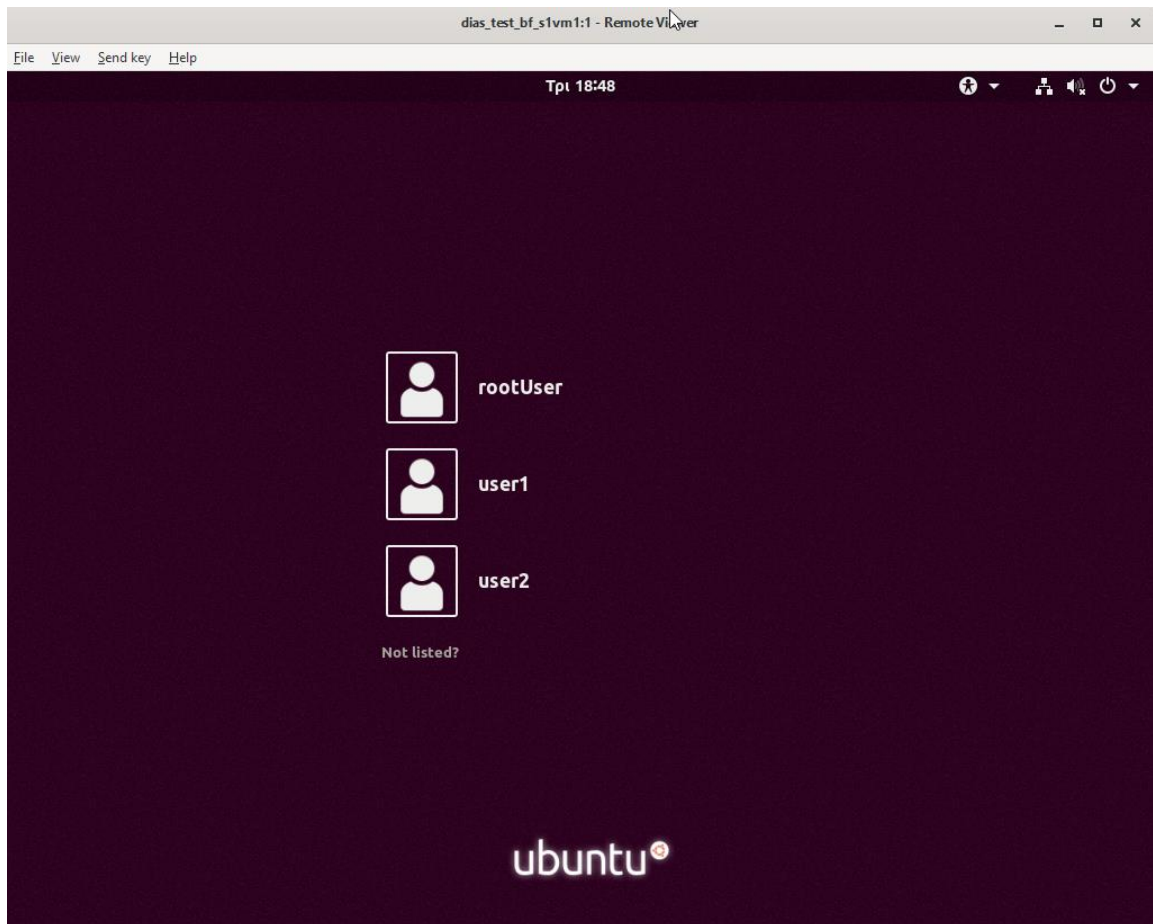 dias_test_bf_s1vm1:1 - Remote Viewer
File View Send key Help
Τρι 18:48
rootUser
user1
user2
Not listed?
ubuntu